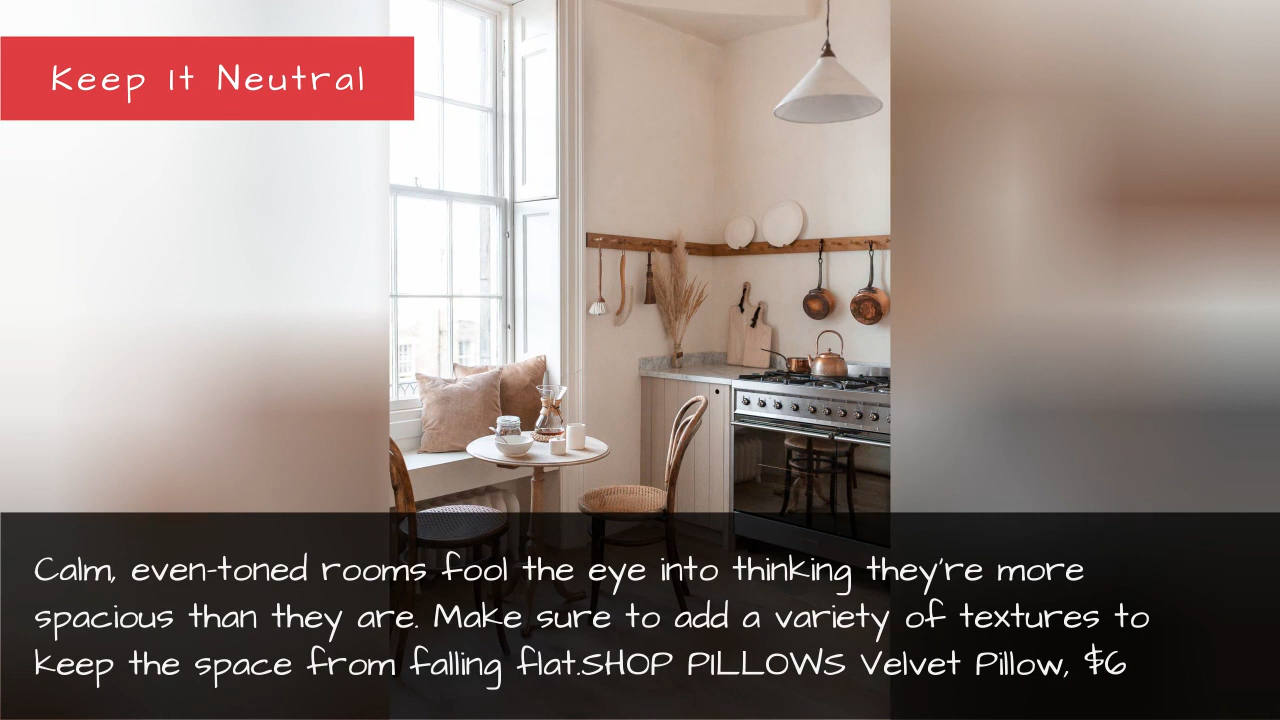 Keep It Neutral
Calm, even-toned rooms fool the eye into thinking they're more
spacious than they are. Make sure to add a variety of textures to
keep the space from falling flat.SHOP PILLOWS Velvet Pillow, $6